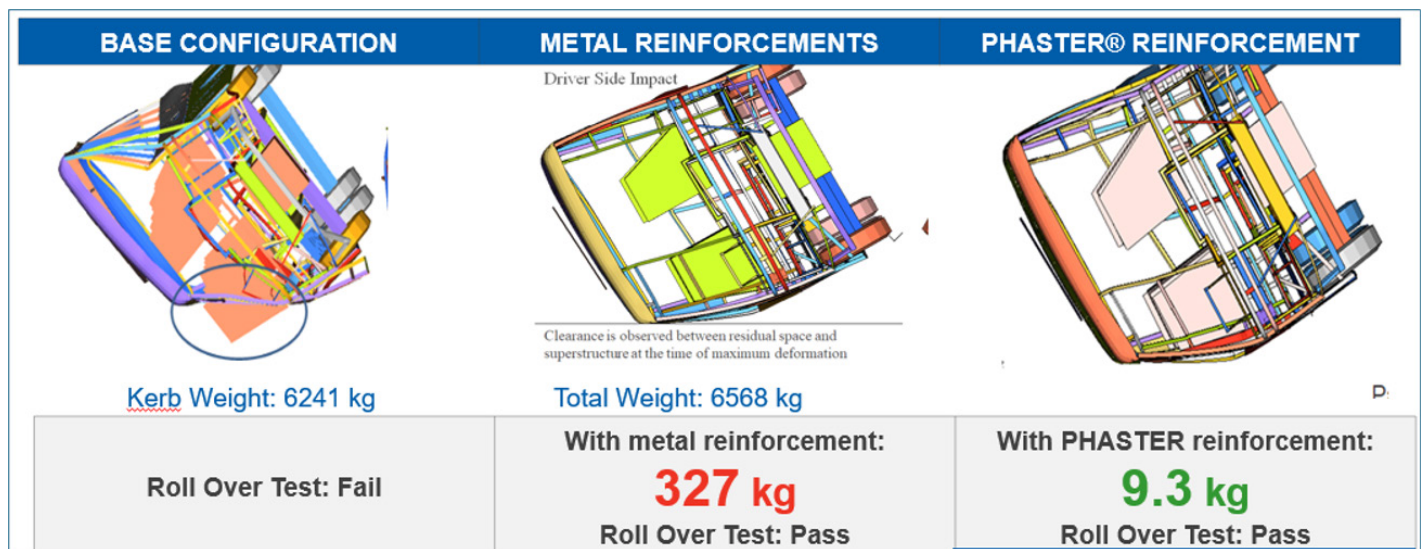 BASE CONFIGURATION
METAL REINFORCEMENTS
PHASTER® REINFORCEMENT
Driver Side Impact
Clearance is observed between residual space and
superstructure at the time of maximum deformation
Kerb Weight: 6241 kg
Total Weight: 6568 kg
Roll Over Test: Fail
With metal reinforcement:
327 kg
Roll Over Test: Pass
With PHASTER reinforcement:
9.3 kg
Roll Over Test: Pass